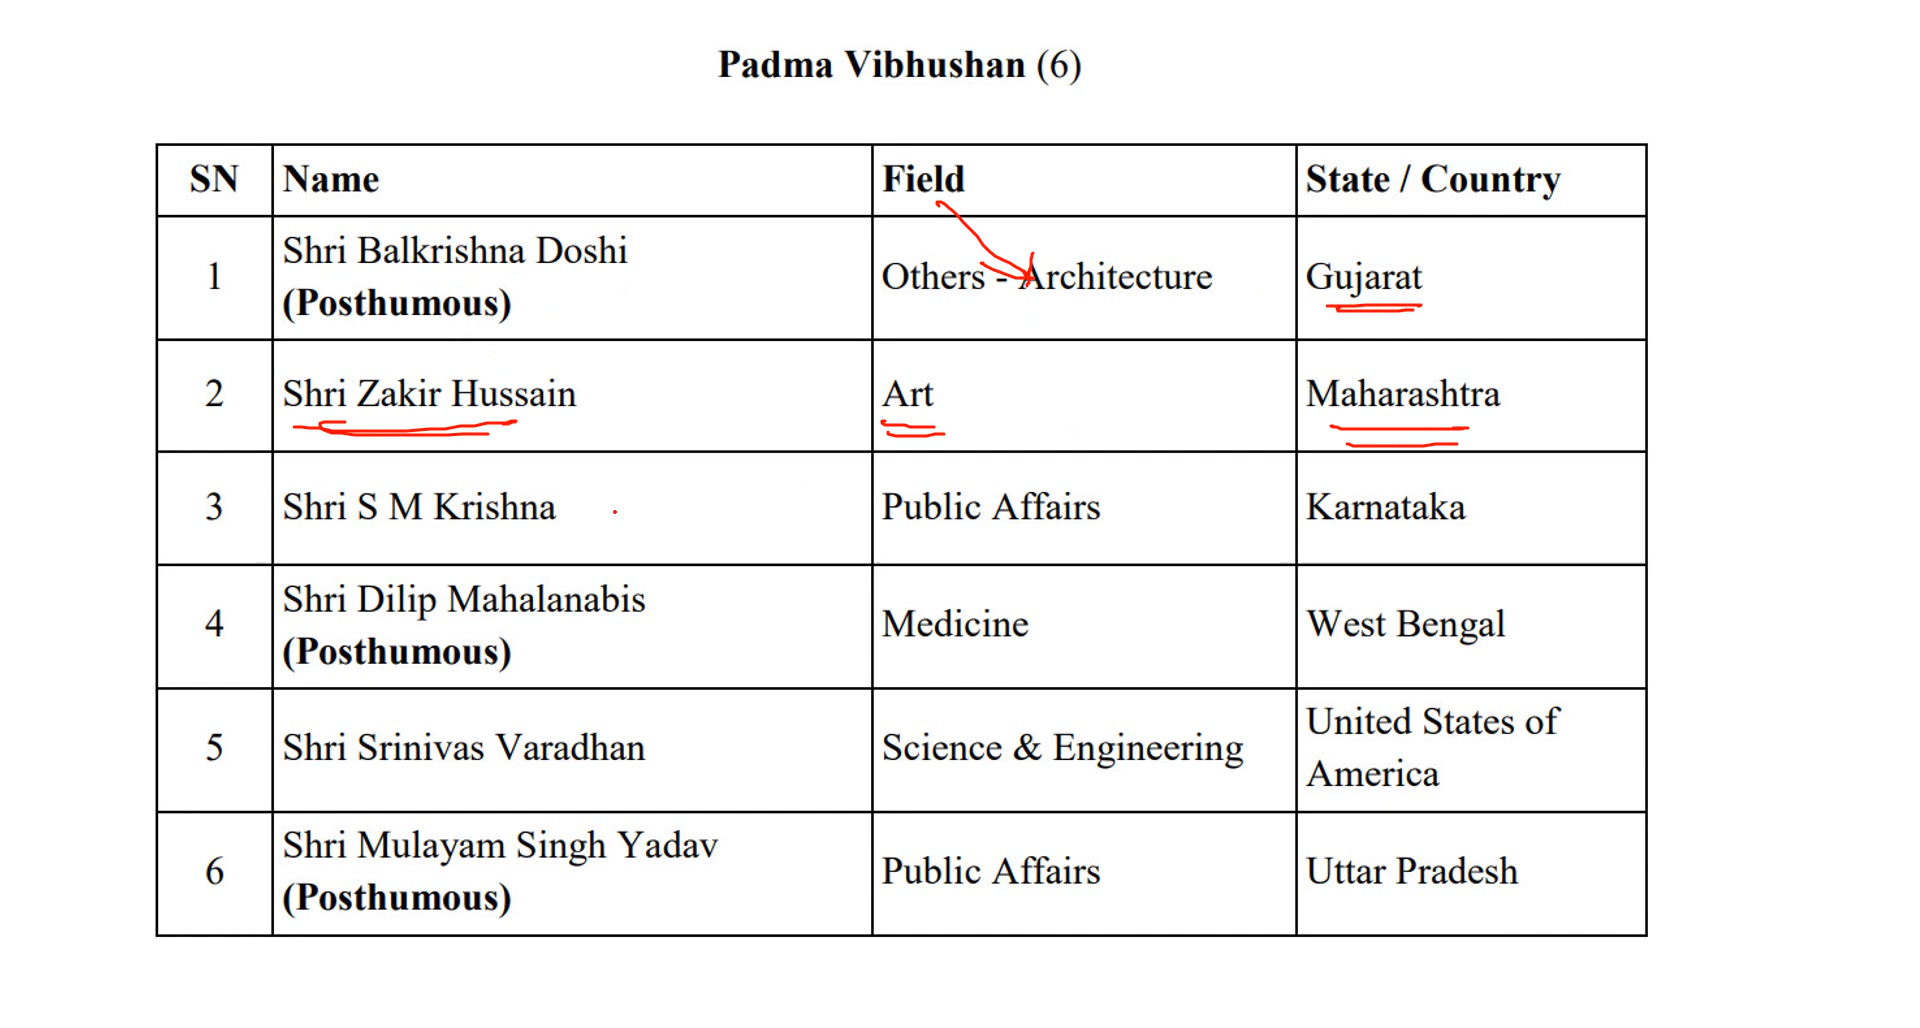 Padma Vibhushan (6)
SN Name Field State / Country
1 Shri Balkrishna Doshi (Posthumous) Others - Architecture Gujarat
2 Shri Zakir Hussain Art Maharashtra
3 Shri S M Krishna Public Affairs Karnataka
4 Shri Dilip Mahalanabis (Posthumous) Medicine West Bengal
5 Shri Srinivas Varadhan Science & Engineering United States of America
6 Shri Mulayam Singh Yadav (Posthumous) Public Affairs Uttar Pradesh